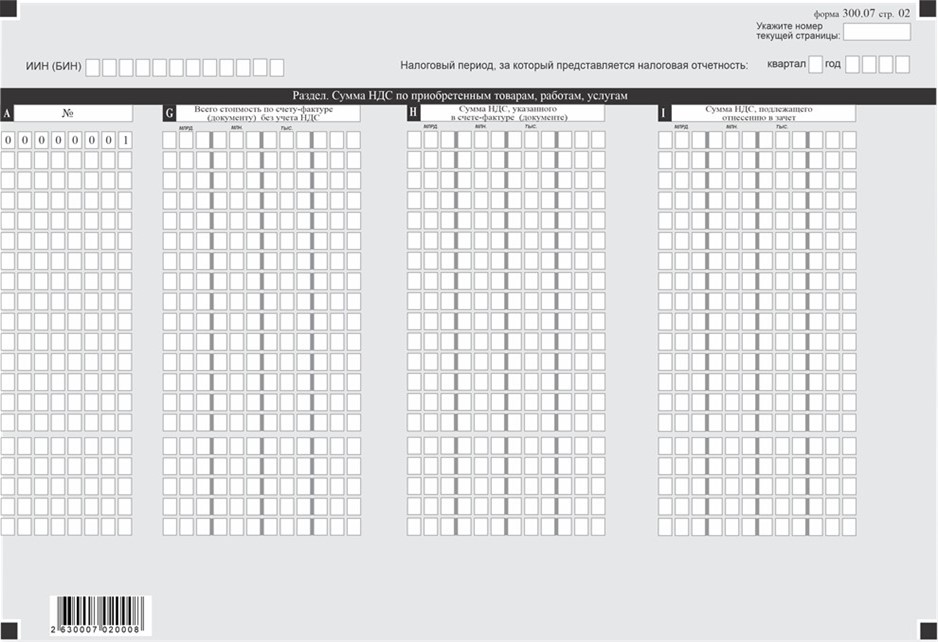 форма 300.07 стр. 02
Укажите номер
текущей страницы:
ИИН (БИН)
Налоговый период, за который представляется налоговая отчетность: квартал год
Раздел. Сумма НДС по приобретенным товарам, работам, услугам
A №
G Всего стоимость по счету-фактуре
(документу) без учета НДС
H Сумма НДС, указанного
в счете-фактуре (документе)
I Сумма НДС, подлежащего
отнесению в зачет
МЛРД. МЛН. ТЫС. МЛРД. МЛН. ТЫС. МЛРД. МЛН. ТЫС.
0 0 0 0 0 0 0 1
2 630007 020008